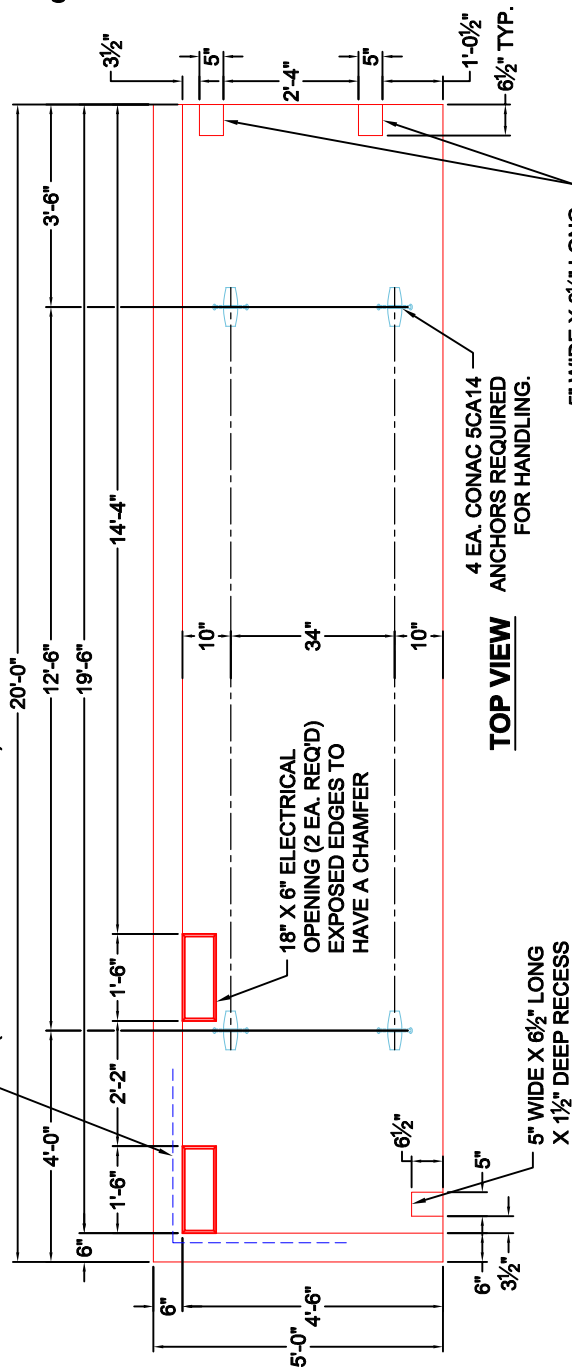 20'-0"
4'-0"
12'-6"
3'-6"
6"
19'-6"
1'-6"
2'-2"
1'-6"
14'-4"
3½"
5"
2'-4"
5"
1'-0½"
6½" TYP.
6"
4'-6"
5'-0"
10"
34"
10"
18" X 6" ELECTRICAL
OPENING (2 EA. REQ'D)
EXPOSED EDGES TO
HAVE A CHAMFER
4 EA. CONAC 5CA14
ANCHORS REQUIRED
FOR HANDLING.
TOP VIEW
6½"
5"
6"
3½"
5" WIDE X 6½" LONG
X 1½" DEEP RECESS